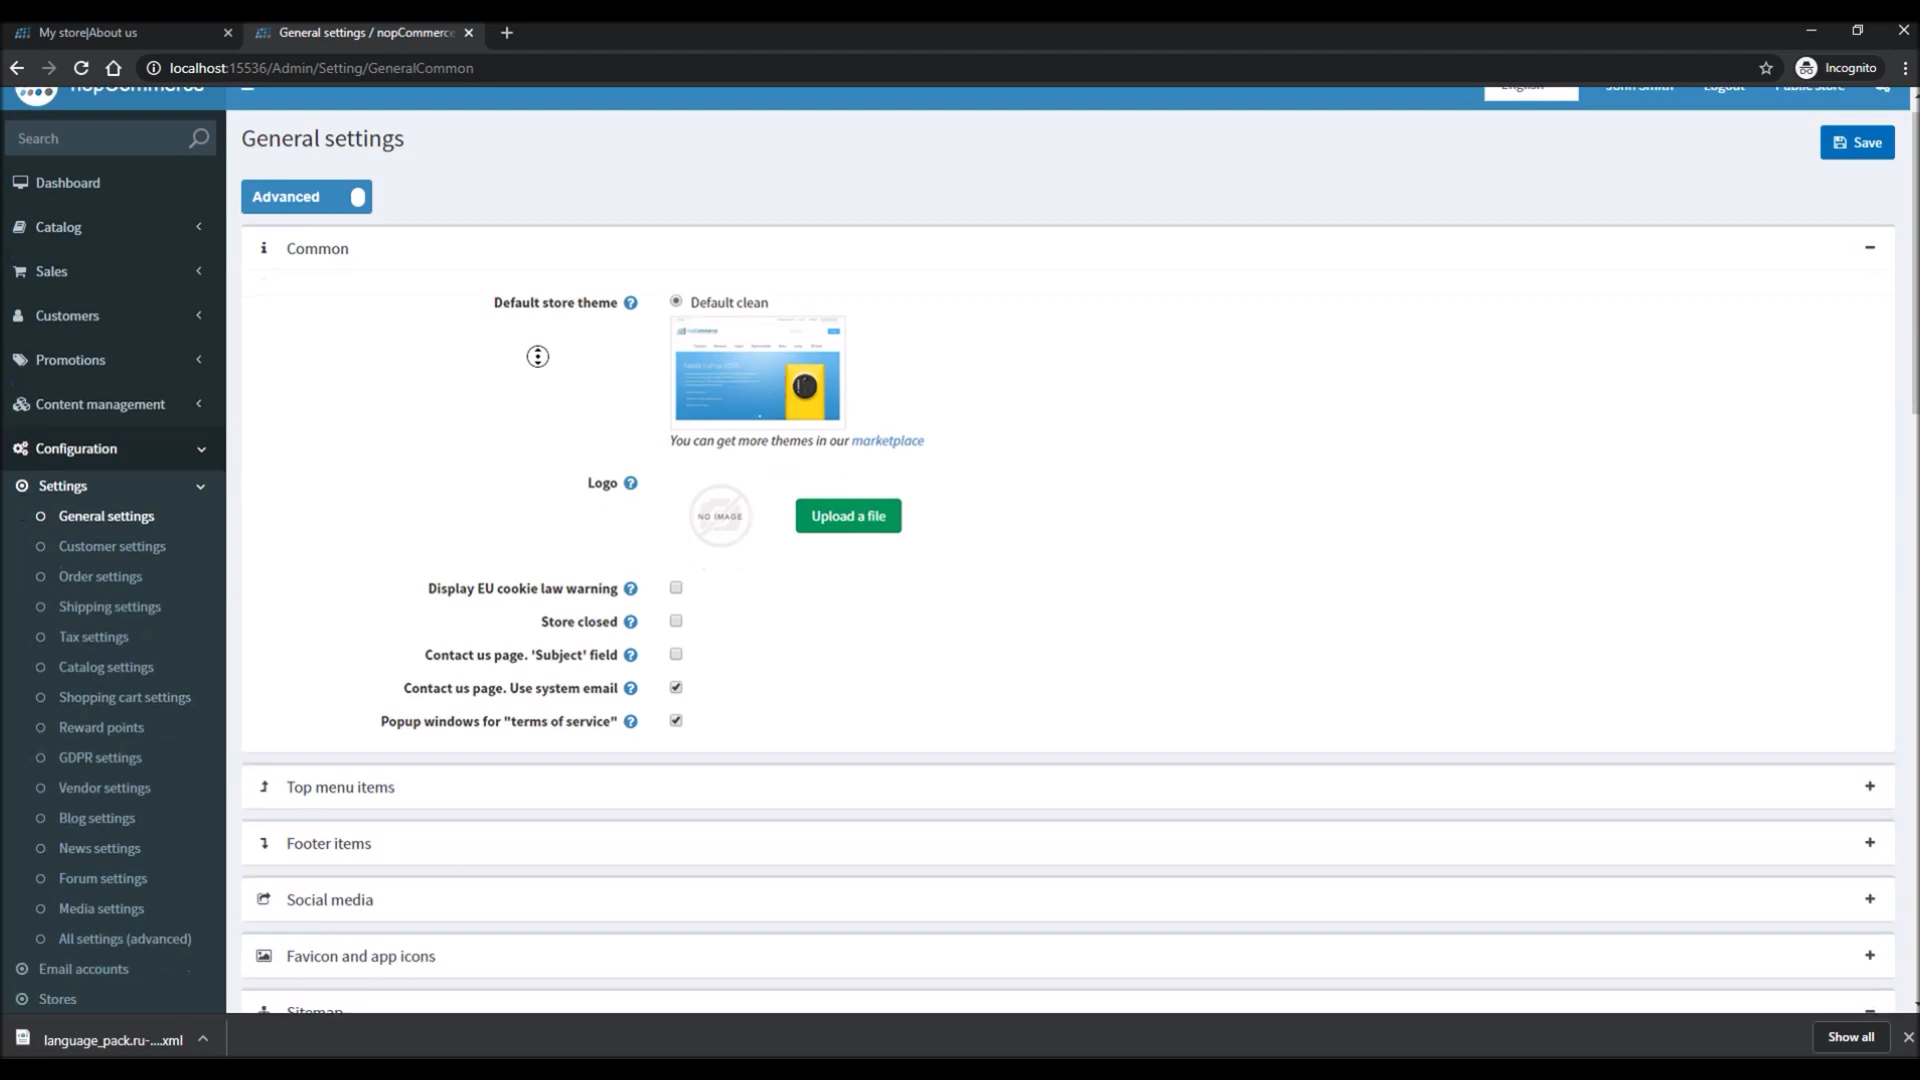 My store|About us
General settings / nopCommerce
localhost:15536/Admin/Setting/GeneralCommon
Incognito
nopCommerce
English
John Smith
Logout
Public store
Search
General settings
Save
Dashboard
Advanced
Catalog
Common
Sales
Default store theme
Default clean
Customers
Promotions
Content management
You can get more themes in our marketplace
Configuration
Settings
Logo
NO IMAGE
Upload a file
General settings
Customer settings
Order settings
Display EU cookie law warning
Shipping settings
Store closed
Tax settings
Contact us page. 'Subject' field
Catalog settings
Contact us page. Use system email
Shopping cart settings
Popup windows for "terms of service"
Reward points
GDPR settings
Vendor settings
Top menu items
Blog settings
News settings
Footer items
Forum settings
Social media
Media settings
All settings (advanced)
Favicon and app icons
Email accounts
Stores
Sitemap
language_pack.ru-....xml
Show all